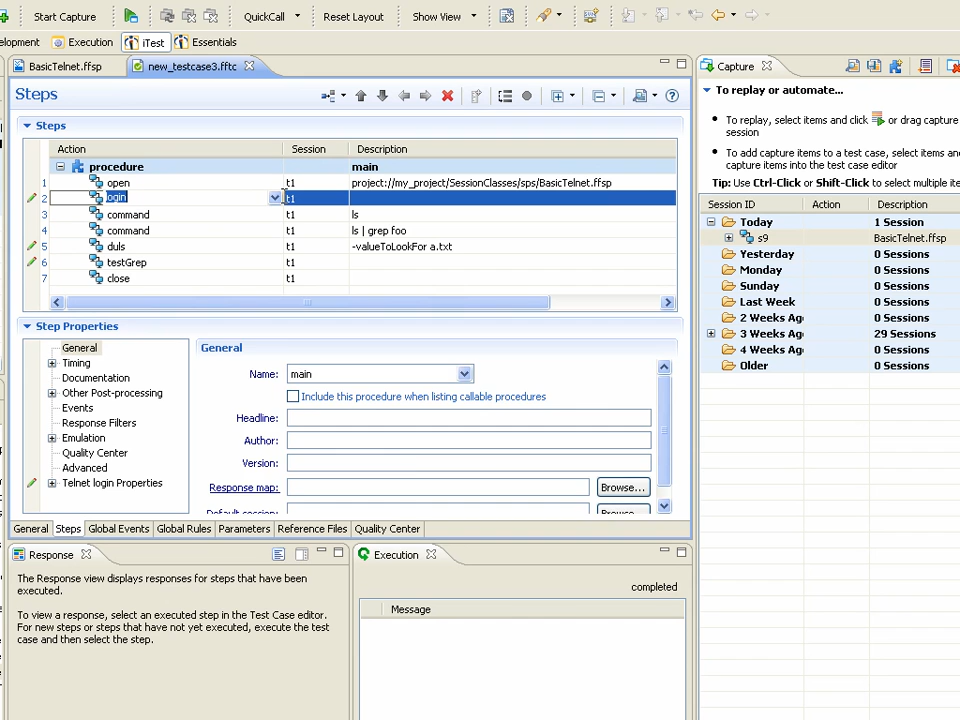 Start Capture QuickCall Reset Layout Show View
elopment Execution iTest Essentials
BasicTelnet.ffsp new_testcase3.fftc Capture
Steps
To replay or automate...
Steps
To replay, select items and click or drag capture
session
To add capture items to a test case, select items and
capture items into the test case editor
Tip: Use Ctrl-Click or Shift-Click to select multiple
Action Session Description
procedure main
1 open t1 project://my_project/SessionClasses/sps/BasicTelnet.ffsp
2 login t1
3 command t1 ls
4 command t1 ls | grep foo
5 duls t1 -valueToLookFor a.txt
6 testGrep t1
7 close t1
Session ID Action Description
Today 1 Session
s9 BasicTelnet.ffsp
Yesterday 0 Sessions
Monday 0 Sessions
Sunday 0 Sessions
Last Week 0 Sessions
2 Weeks Ago 0 Sessions
3 Weeks Ag 29 Sessions
4 Weeks Ag 0 Sessions
Older 0 Sessions
Step Properties
General
Timing
Documentation
Other Post-processing
Events
Response Filters
Emulation
Quality Center
Advanced
Telnet login Properties
General
Name: main
Include this procedure when listing callable procedures
Headline:
Author:
Version:
Response map: Browse...
Default session: Browse...
General Steps Global Events Global Rules Parameters Reference Files Quality Center
Response
The Response view displays responses for steps that have been
executed.
To view a response, select an executed step in the Test Case editor.
For new steps or steps that have not yet executed, execute the test
case and then select the step.
Execution
completed
Message